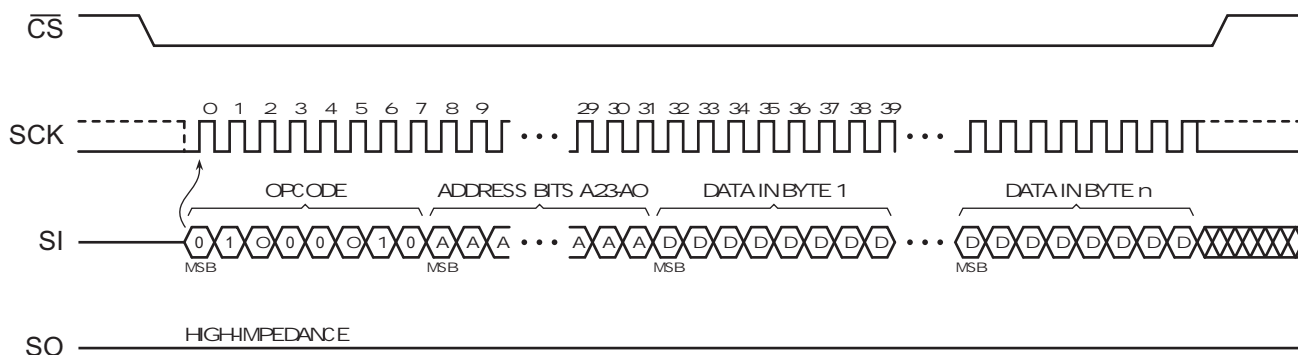 CS
0 1 2 3 4 5 6 7 8 9 29 30 31 32 33 34 35 36 37 38 39
SCK
OPCODE ADDRESS BITS A23-A0 DATA IN BYTE 1 DATA IN BYTE n
SI 0 1 0 0 0 0 1 0 A A A A A A D D D D D D D D D D D D D D D D
MSB MSB MSB MSB
HIGH-IMPEDANCE
SO